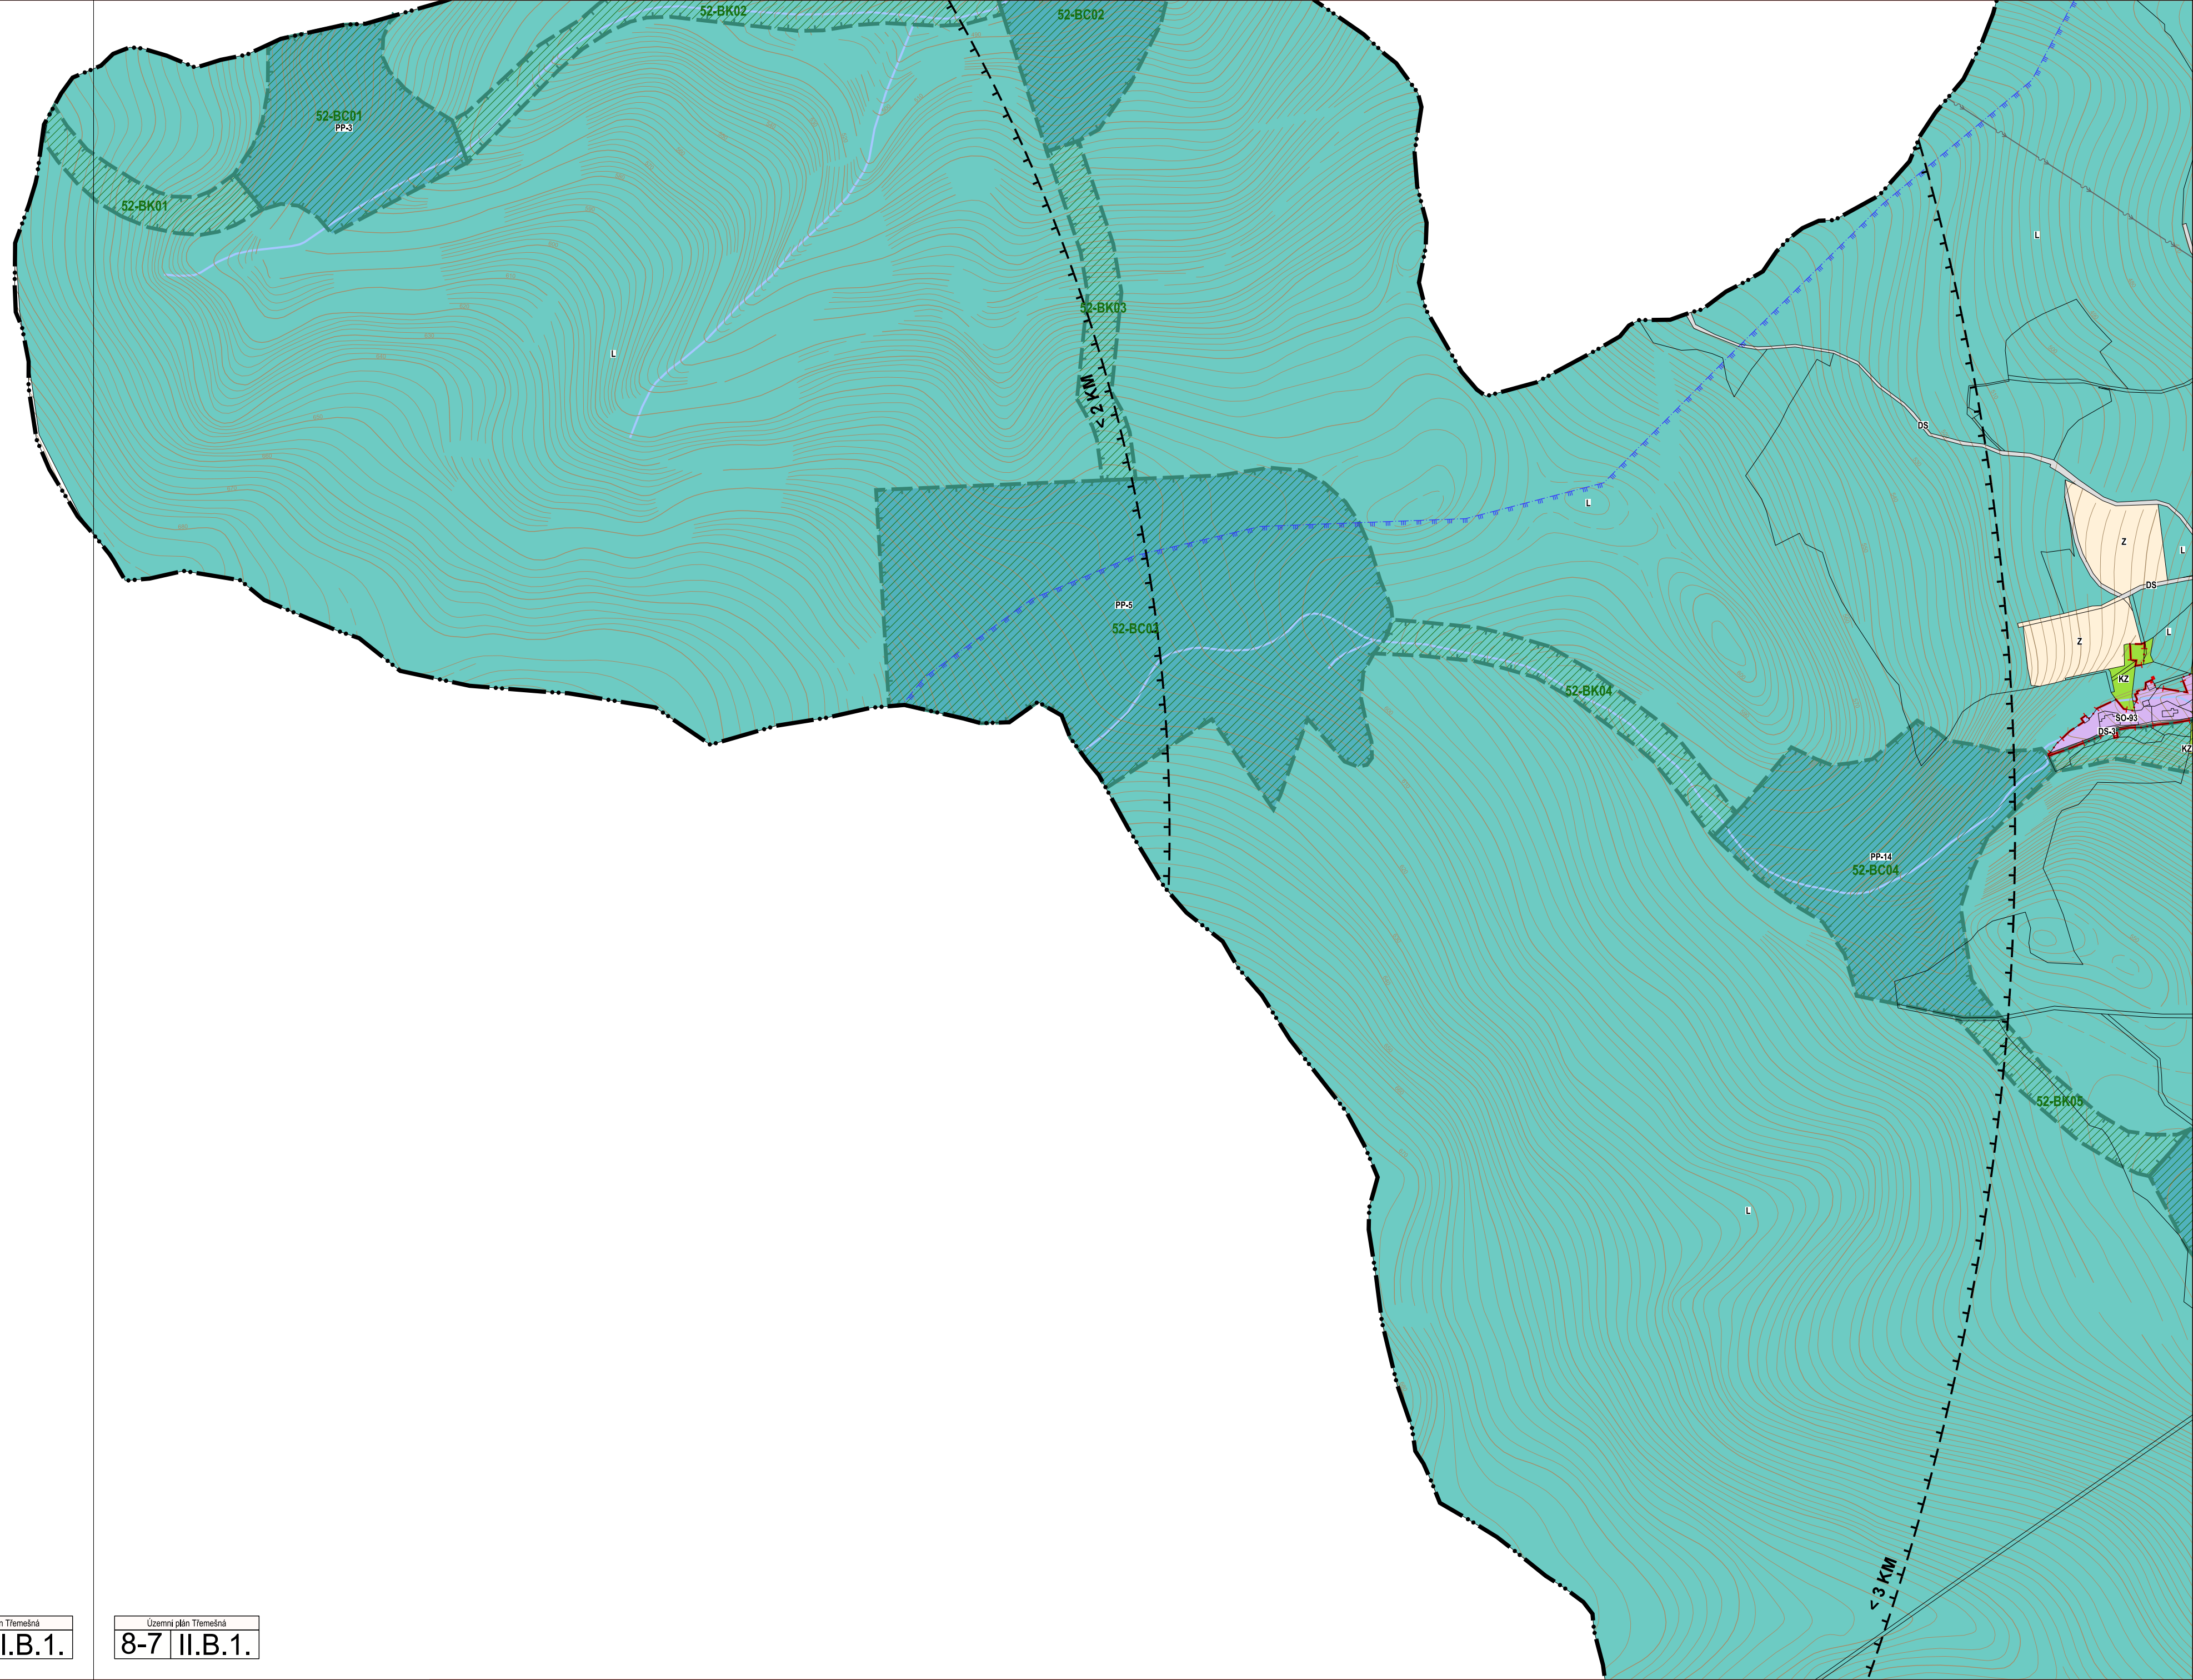 52-BK02
52-BC02
52-BC01
PP-3
52-BK01
L
52-BK03
L
< 2 KM
DS
L
Z
L
DS
PP-5
52-BC03
Z
L
KZ
52-BK04
SO-93
DS-3
KZ
PP-14
52-BC04
52-BK05
L
< 3 KM
n Třemešná
I.B.1.
Územní plán Třemešná
8-7 II.B.1.